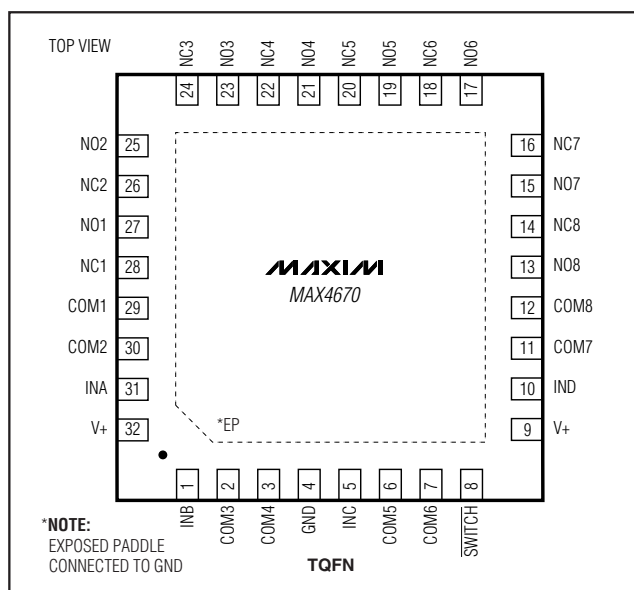 TOP VIEW
NC3 NO3 NC4 NO4 NC5 NO5 NC6 NO6
24 23 22 21 20 19 18 17
NO2 25 16 NC7
NC2 26 15 NO7
NO1 27 14 NC8
NC1 28 13 NO8
MAXIM
MAX4670
COM1 29 12 COM8
COM2 30 11 COM7
INA 31 10 IND
V+ 32 9 V+
*EP
1 2 3 4 5 6 7 8
INB COM3 COM4 GND INC COM5 COM6 SWITCH
*NOTE:
EXPOSED PADDLE
CONNECTED TO GND
TQFN